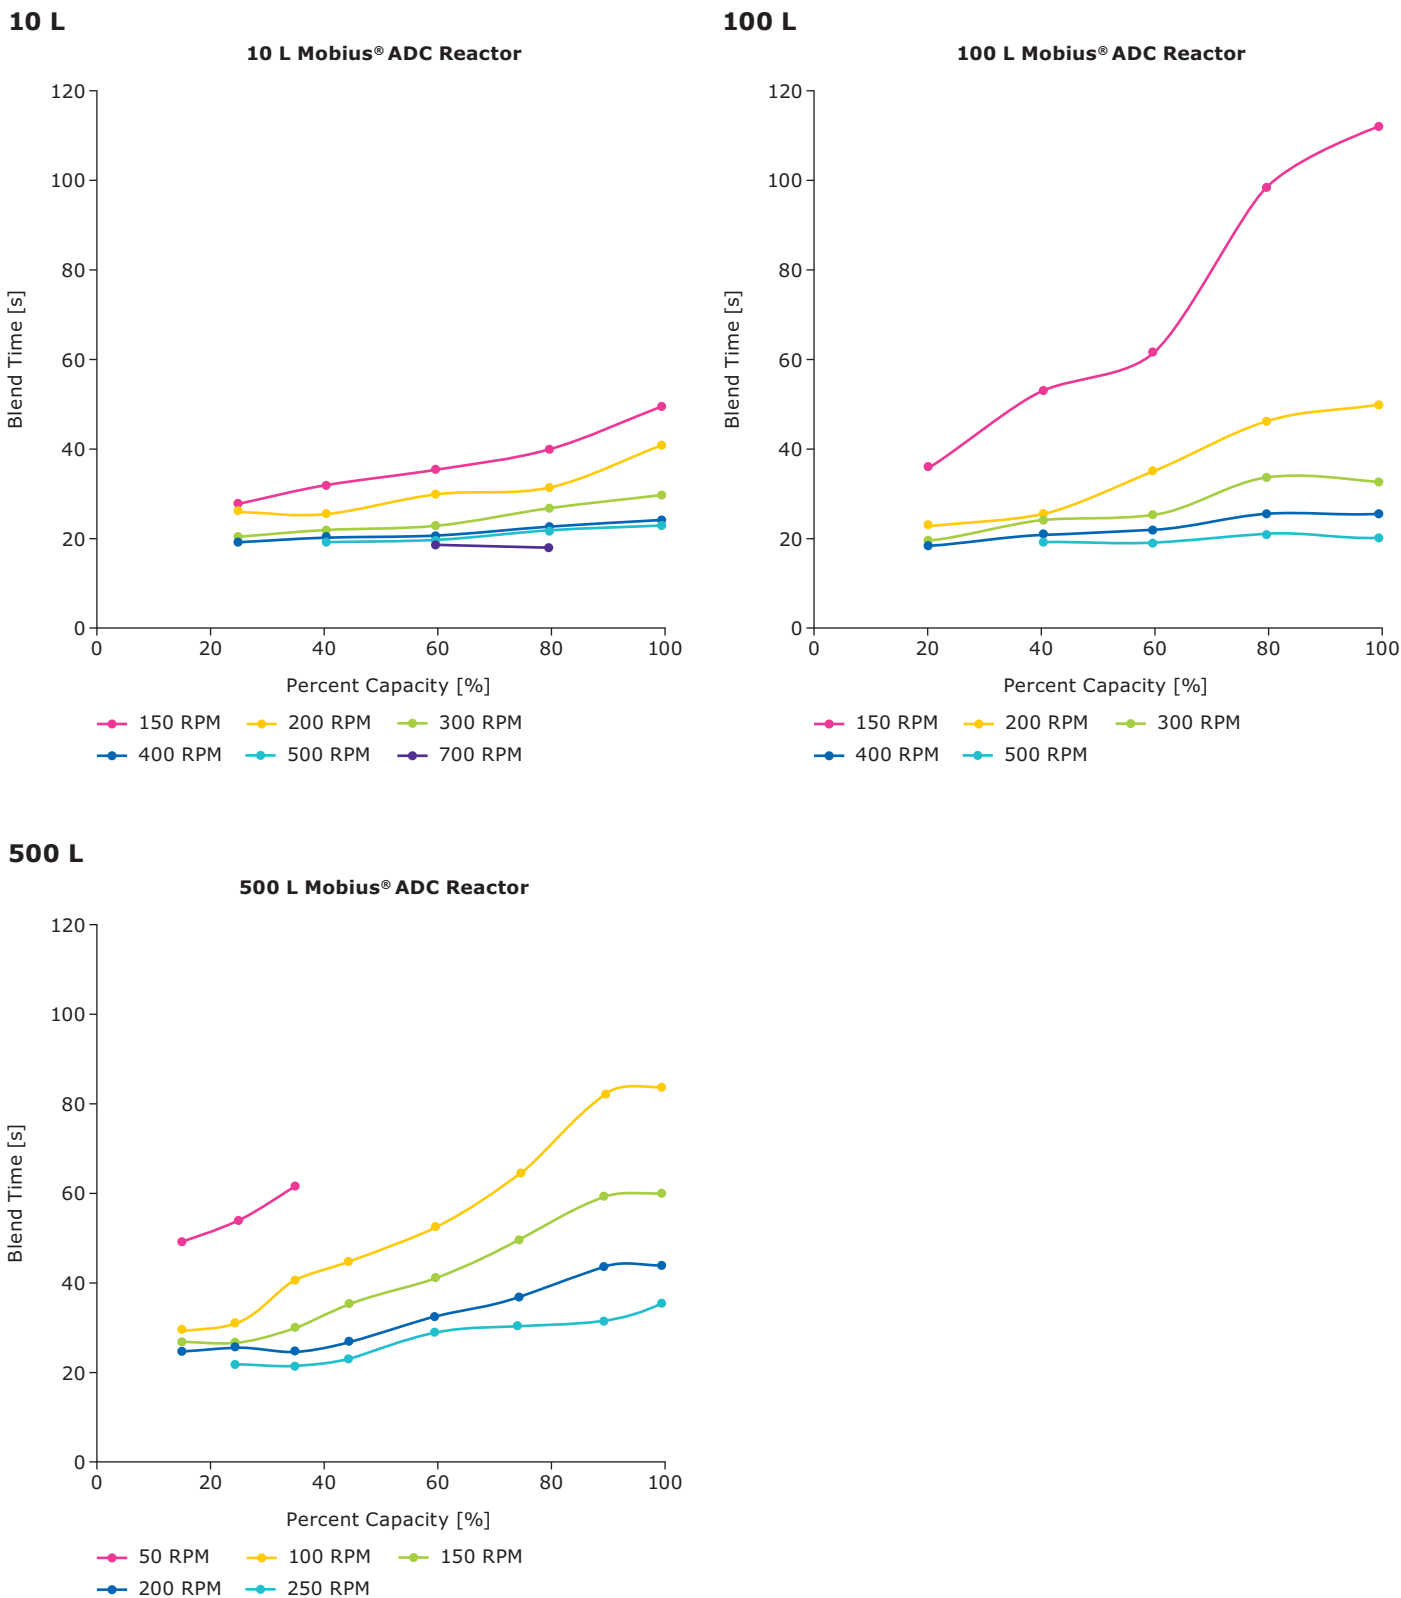 10 L
10 L Mobius® ADC Reactor
120
100
80
60
40
20
0
Blend Time [s]
0 20 40 60 80 100
Percent Capacity [%]
150 RPM 200 RPM 300 RPM
400 RPM 500 RPM 700 RPM
100 L
100 L Mobius® ADC Reactor
120
100
80
60
40
20
0
Blend Time [s]
0 20 40 60 80 100
Percent Capacity [%]
150 RPM 200 RPM 300 RPM
400 RPM 500 RPM
500 L
500 L Mobius® ADC Reactor
120
100
80
60
40
20
0
Blend Time [s]
0 20 40 60 80 100
Percent Capacity [%]
50 RPM 100 RPM 150 RPM
200 RPM 250 RPM